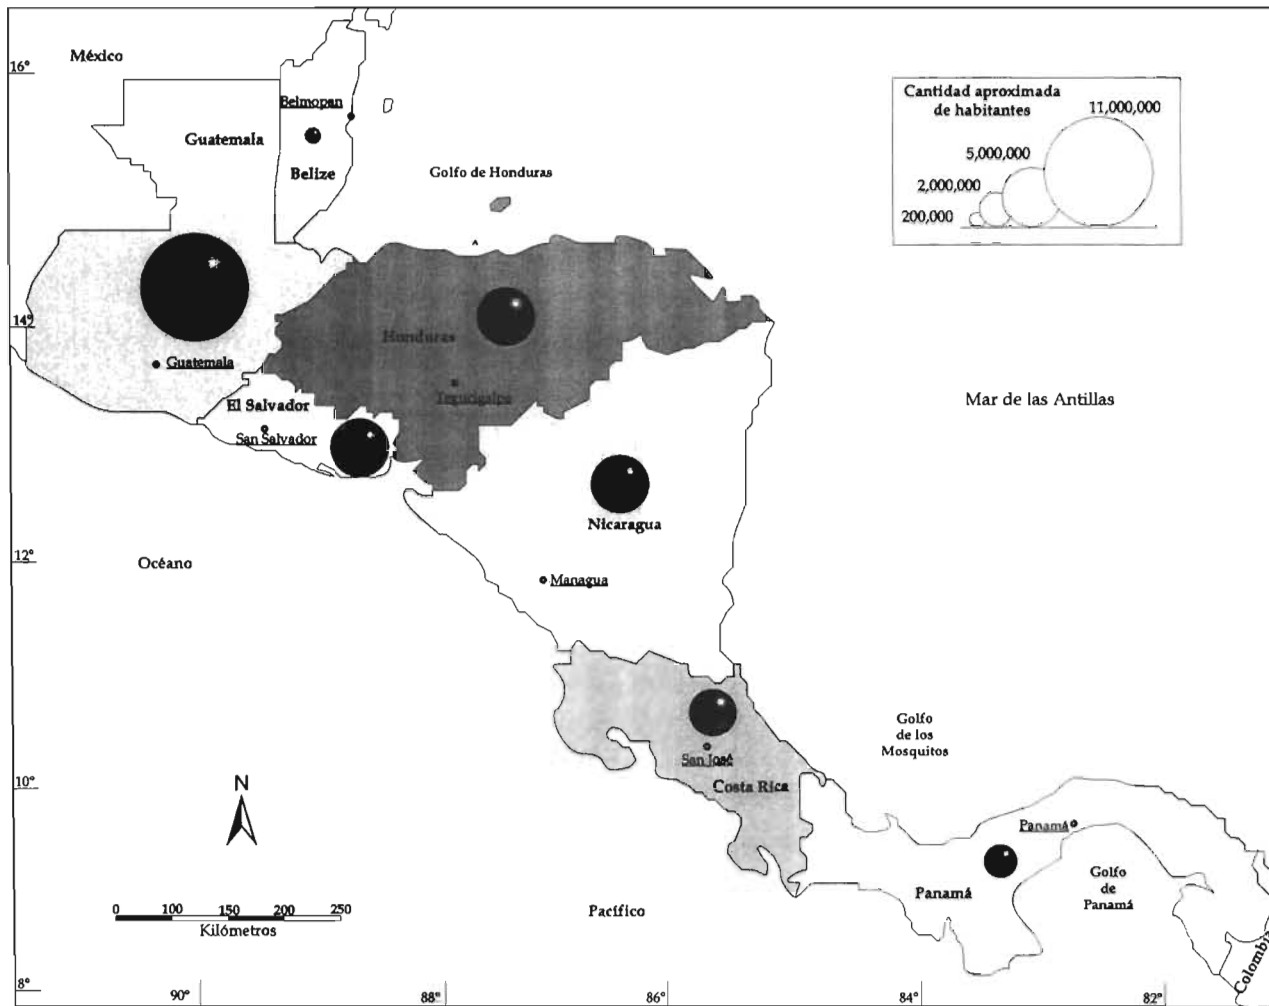 México
16°
Belmopan
Guatemala
Belize
Golfo de Honduras
Cantidad aproximada
de habitantes
11,000,000
5,000,000
2,000,000
200,000
14°
Honduras
Guatemala
Tegucigalpa
El Salvador
San Salvador
Mar de las Antillas
Nicaragua
12°
Océano
Managua
Golfo
de los
Mosquitos
San José
Costa Rica
10°
N
Panamá
Panamá
Golfo
de
Panamá
Pacífico
0 100 150 200 250
Kilómetros
Colombia
8°
90°
88°
86°
84°
82°